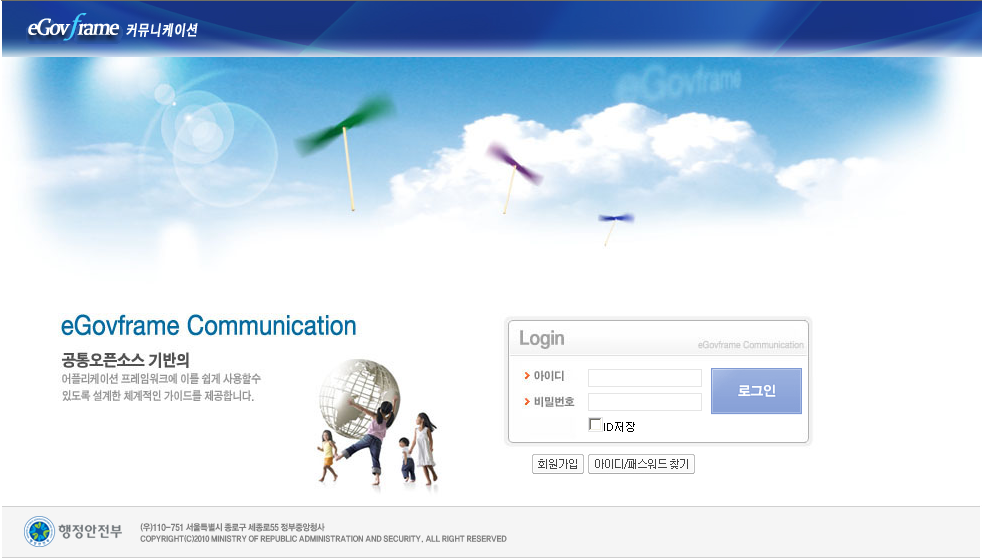 eGovframe 커뮤니케이션
eGovframe
eGovframe Communication
공통오픈소스 기반의
어플리케이션 프레임워크에 이를 쉽게 사용할수
있도록 설계한 체계적인 가이드를 제공합니다.
Login
eGovframe Communication
아이디
비밀번호
로그인
ID저장
회원가입
아이디/패스워드 찾기
행정안전부
(우)110-751 서울특별시 종로구 세종로55 정부중앙청사
COPYRIGHT(C)2010 MINISTRY OF REPUBLIC ADMINISTRATION AND SECURITY, ALL RIGHT RESERVED